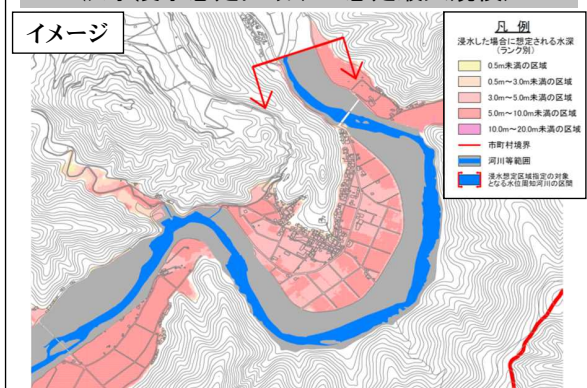 イメージ
凡 例
浸水した場合に想定される水深
(ランク別)
0.5m未満の区域
0.5m~3.0m未満の区域
3.0m~5.0m未満の区域
5.0m~10.0m未満の区域
10.0m~20.0m未満の区域
市町村境界
河川等範囲
浸水想定区域指定の対象
となる水位周知河川の区間